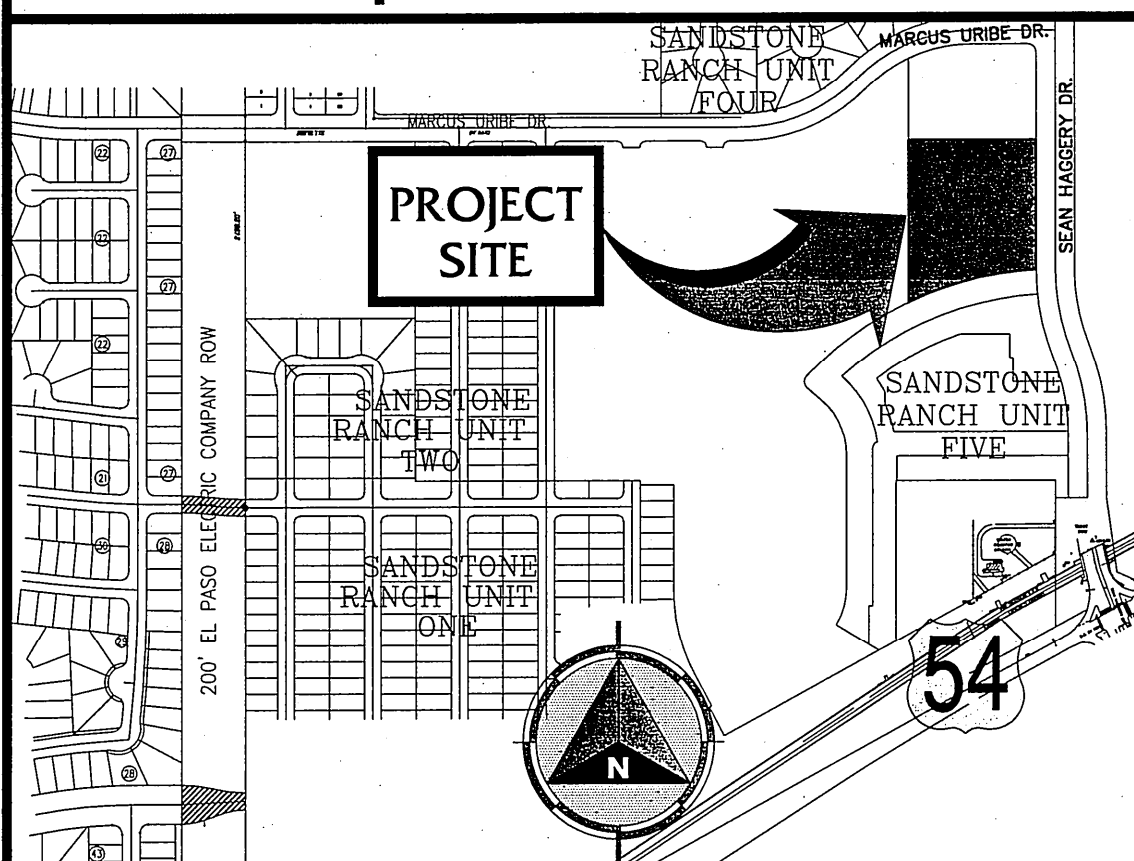 SANDSTONE
RANCH UNIT
FOUR
MARCUS URIBE DR.
SEAN HAGGERY DR.
MARCUS URIBE DR.
PROJECT
SITE
22
27
22
27
22
27
21
30
28
29
28
43
200' EL PASO ELECTRIC COMPANY ROW
SANDSTONE
RANCH UNIT
TWO
SANDSTONE
RANCH UNIT
FIVE
SANDSTONE
RANCH UNIT
ONE
54
N